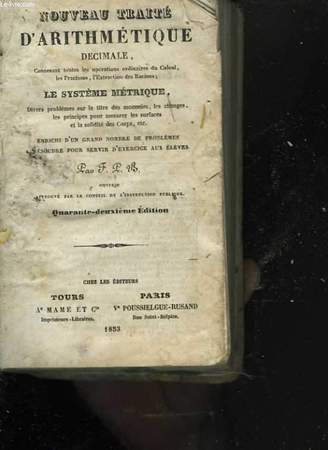 NOUVEAU TRAITÉ
D'ARITHMÉTIQUE
DÉCIMALE,
Contenant toutes les opérations ordinaires du Calcul,
les Fractions, l'Extraction des Racines;
LE SYSTÈME MÉTRIQUE,
Divers problèmes sur le titre des monnaies, les changes,
les principes pour mesurer les surfaces
et la solidité des Corps, etc.
ENRICHI D'UN GRAND NOMBRE DE PROBLÈMES
A RÉSOUDRE POUR SERVIR D'EXERCICE AUX ÉLÈVES
Par F. P. B.
OUVRAGE
APPROUVÉ PAR LE CONSEIL DE L'INSTRUCTION PUBLIQUE.
Quarante-deuxième Édition
CHEZ LES ÉDITEURS
TOURS PARIS
Ad MAME ET Cie Ve POUSSIELGUE-RUSAND
Imprimeurs-Libraires. Rue Saint-Sulpice.
1853